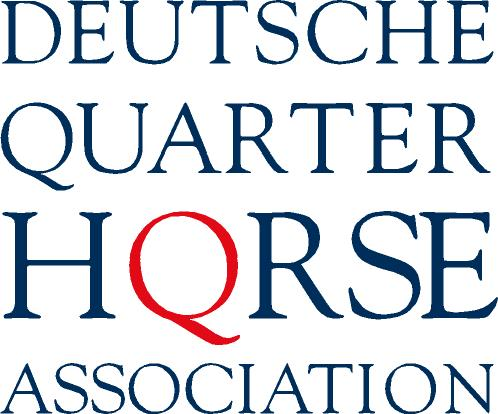 DEUTSCHE
QUARTER
HQRSE
ASSOCIATION